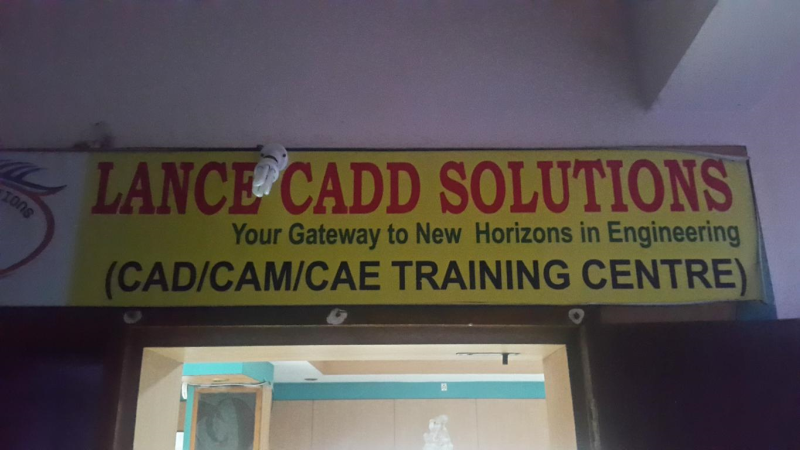 LANCE CADD SOLUTIONS
Your Gateway to New Horizons in Engineering
(CAD/CAM/CAE TRAINING CENTRE)